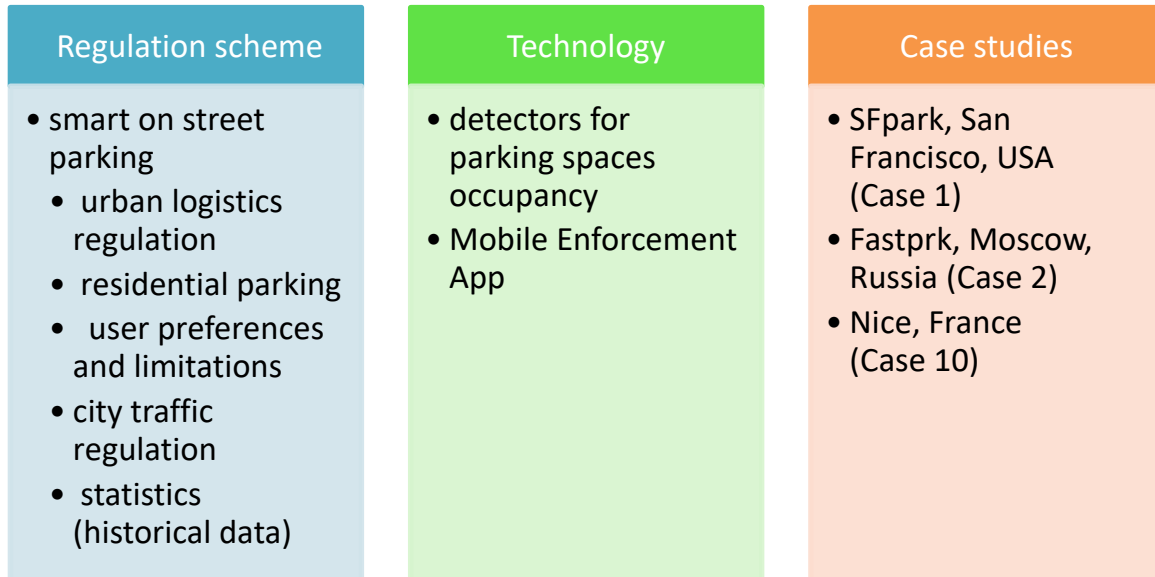 Regulation scheme
• smart on street
parking
• urban logistics
regulation
• residential parking
• user preferences
and limitations
• city traffic
regulation
• statistics
(historical data)
Technology
• detectors for
parking spaces
occupancy
• Mobile Enforcement
App
Case studies
• SFpark, San
Francisco, USA
(Case 1)
• Fastprk, Moscow,
Russia (Case 2)
• Nice, France
(Case 10)